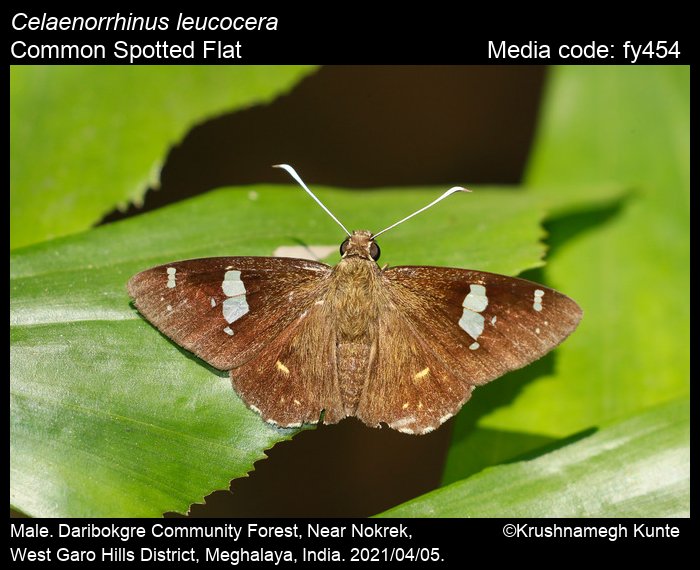 Celaenorrhinus leucocera
Common Spotted Flat
Media code: fy454
Male. Daribokgre Community Forest, Near Nokrek,
West Garo Hills District, Meghalaya, India. 2021/04/05.
©Krushnamegh Kunte